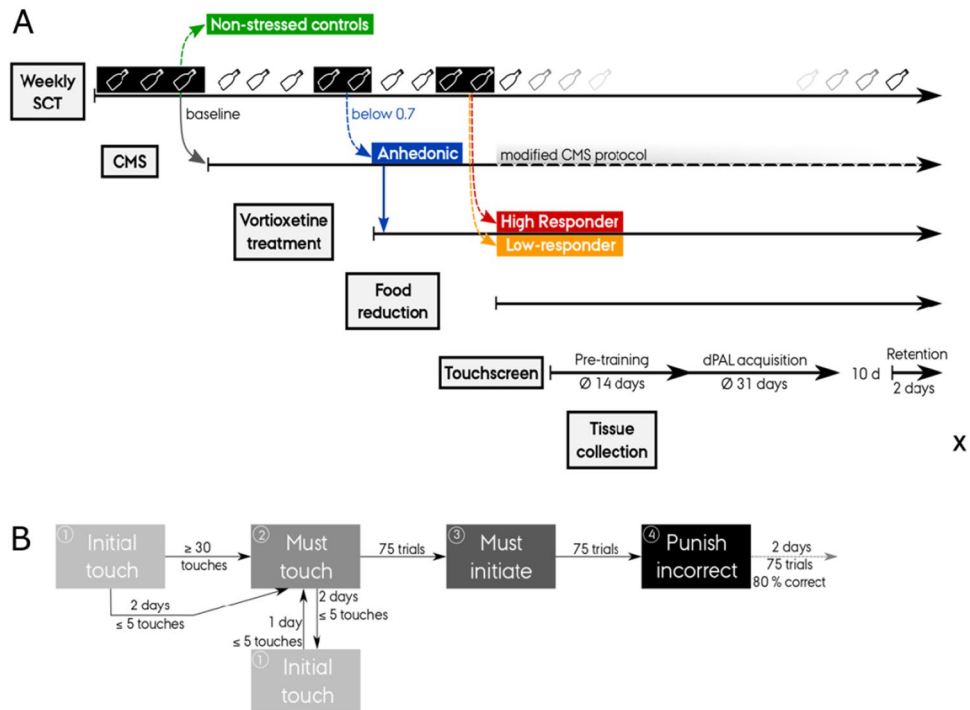 A
Non-stressed controls
Weekly
SCT
baseline
below 0.7
CMS
Anhedonic
modified CMS protocol
Vortioxetine
treatment
High Responder
Low-responder
Food
reduction
Touchscreen
Pre-training
Ø 14 days
dPAL acquisition
Ø 31 days
10 d
Retention
2 days
Tissue
collection
x
B
1
Initial
touch
≥ 30
touches
2
Must
touch
75 trials
3
Must
initiate
75 trials
4
Punish
incorrect
2 days
75 trials
80 % correct
2 days
≤ 5 touches
1 day
≤ 5 touches
2 days
≤ 5 touches
1
Initial
touch